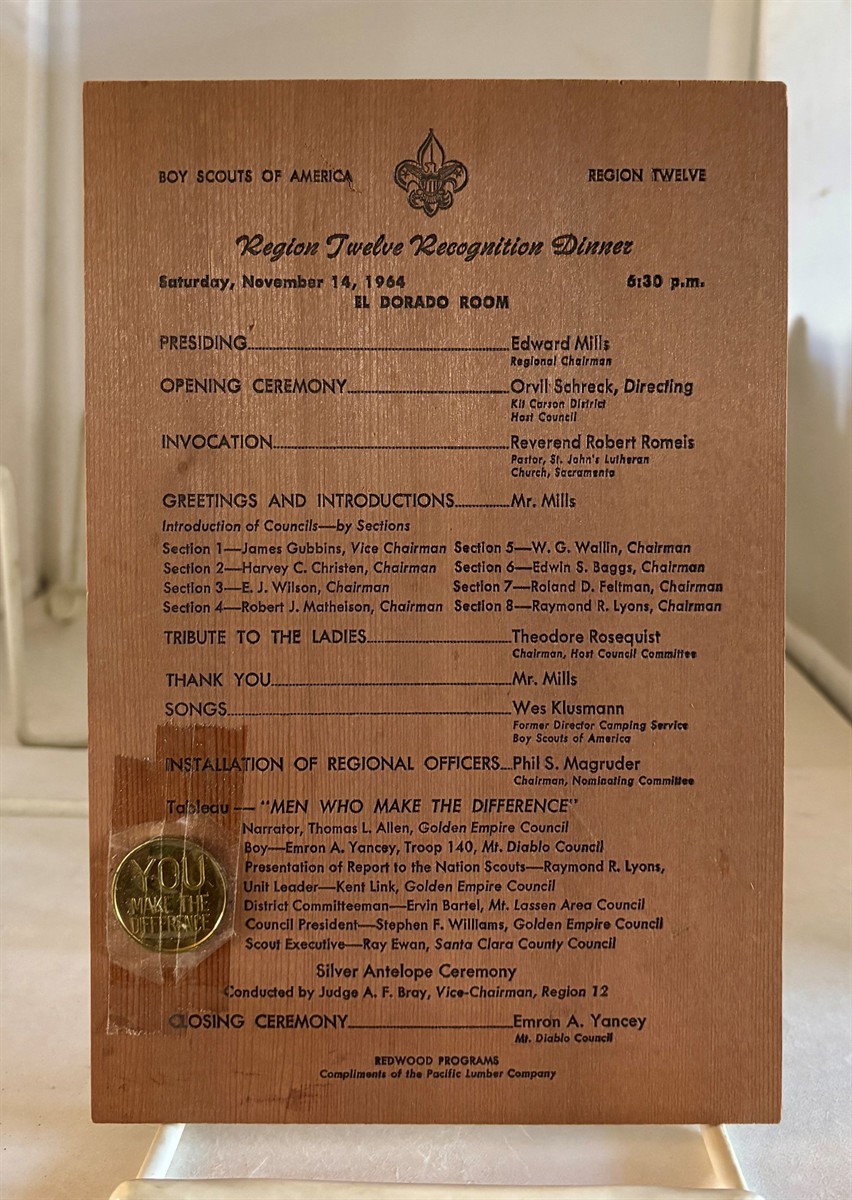 BOY SCOUTS OF AMERICA REGION TWELVE
Region Twelve Recognition Dinner
Saturday, November 14, 1964 6:30 p.m.
EL DORADO ROOM
PRESIDING Edward Mills
Regional Chairman
OPENING CEREMONY Orvil Schreck, Directing
Kit Carson District
Host Council
INVOCATION Reverend Robert Romeis
Pastor, St. John's Lutheran
Church, Sacramento
GREETINGS AND INTRODUCTIONS Mr. Mills
Introduction of Councils—by Sections
Section 1—James Gubbins, Vice Chairman Section 5—W. G. Wallin, Chairman
Section 2—Harvey C. Christen, Chairman Section 6—Edwin S. Baggs, Chairman
Section 3—E. J. Wilson, Chairman Section 7—Roland D. Feltman, Chairman
Section 4—Robert J. Matheison, Chairman Section 8—Raymond R. Lyons, Chairman
TRIBUTE TO THE LADIES Theodore Rosequist
Chairman, Host Council Committee
THANK YOU Mr. Mills
SONGS Wes Klusmann
Former Director Camping Service
Boy Scouts of America
INSTALLATION OF REGIONAL OFFICERS Phil S. Magruder
Chairman, Nominating Committee
Tableau — "MEN WHO MAKE THE DIFFERENCE"
Narrator, Thomas L. Allen, Golden Empire Council
Boy—Emron A. Yancey, Troop 140, Mt. Diablo Council
Presentation of Report to the Nation Scouts—Raymond R. Lyons,
Unit Leader—Kent Link, Golden Empire Council
District Committeeman—Ervin Bartel, Mt. Lassen Area Council
Council President—Stephen F. Williams, Golden Empire Council
Scout Executive—Ray Ewan, Santa Clara County Council
YOU
MAKE THE
DIFFERENCE
Silver Antelope Ceremony
Conducted by Judge A. F. Bray, Vice-Chairman, Region 12
CLOSING CEREMONY Emron A. Yancey
Mt. Diablo Council
REDWOOD PROGRAMS
Compliments of the Pacific Lumber Company